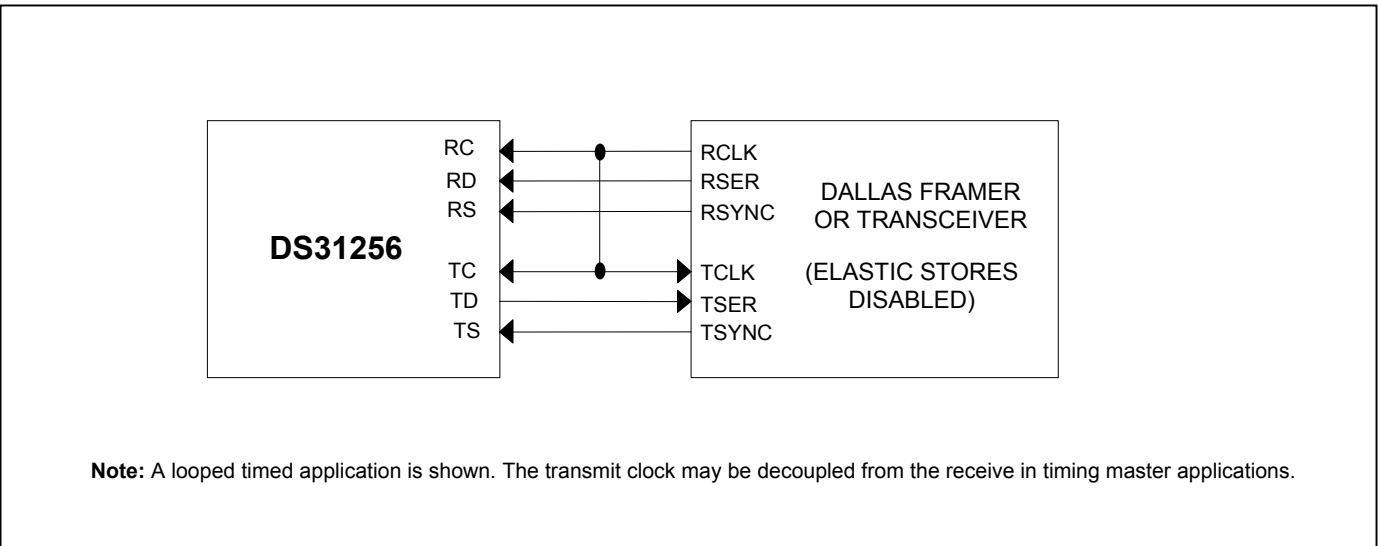 DS31256
RC
RD
RS
TC
TD
TS
RCLK
RSER
RSYNC
TCLK
TSER
TSYNC
DALLAS FRAMER
OR TRANSCEIVER
(ELASTIC STORES
DISABLED)
Note: A looped timed application is shown. The transmit clock may be decoupled from the receive in timing master applications.